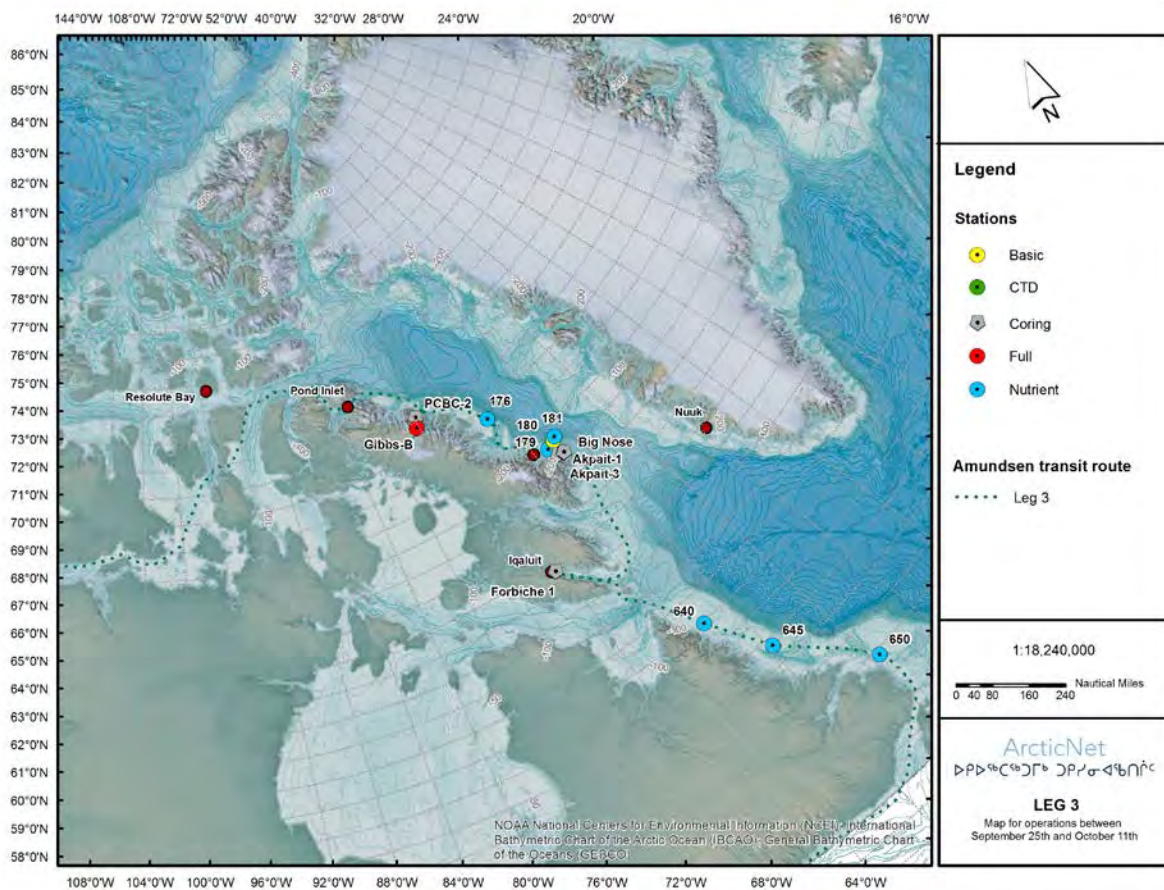 144°0'W 108°0'W 72°0'W 52°0'W 40°0'W 32°0'W 28°0'W 24°0'W 20°0'W 16°0'W
86°0'N
85°0'N
84°0'N
83°0'N
82°0'N
81°0'N
80°0'N
79°0'N
78°0'N
77°0'N
76°0'N
75°0'N
74°0'N
73°0'N
72°0'N
71°0'N
70°0'N
69°0'N
68°0'N
67°0'N
66°0'N
65°0'N
64°0'N
63°0'N
62°0'N
61°0'N
60°0'N
59°0'N
58°0'N
108°0'W 104°0'W 100°0'W 96°0'W 92°0'W 88°0'W 84°0'W 80°0'W 76°0'W 72°0'W 68°0'W 64°0'W
Resolute Bay
Pond Inlet
PCBC-2
Gibbs-B
176
180
181
179
Big Nose
Akpait-1
Akpait-3
Nuuk
Iqaluit
Forbiche 1
640
645
650
NOAA National Centers for Environmental Information (NCEI); International
Bathymetric Chart of the Arctic Ocean (IBCAO); General Bathymetric Chart
of the Oceans (GEBCO)
N
Legend
Stations
Basic
CTD
Coring
Full
Nutrient
Amundsen transit route
Leg 3
1:18,240,000
Nautical Miles
0 40 80 160 240
ArcticNet
ᐅᑭᐅᖅᑕᖅᑐᒥᒃ ᑐᑭᓯᓂᐊᖅᑎᒌᑦ
LEG 3
Map for operations between
September 25th and October 11th